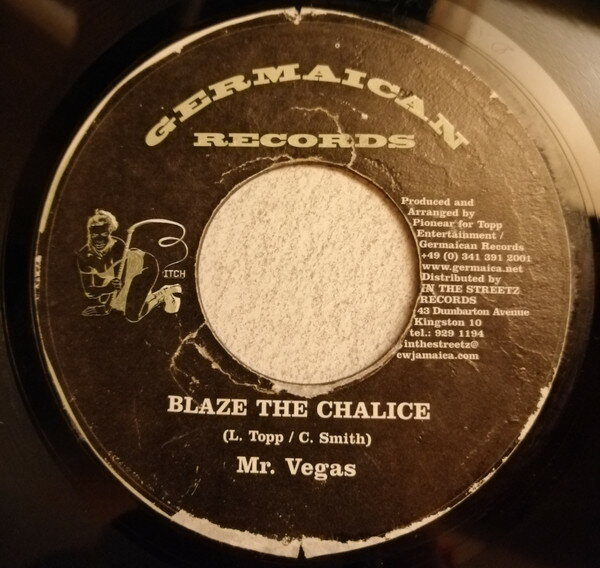 GERMAICAN
RECORDS
Produced and
Arranged by
Pionear for Topp
Entertainment /
Germaican Records
+49 (0) 341 391 2001
www.germaica.net
Distributed by
IN THE STREETZ
RECORDS
43 Dumbarton Avenue
Kingston 10
tel.: 929 1194
inthestreetz@
cwjamaica.com
ITCH
BLAZE THE CHALICE
(L. Topp / C. Smith)
Mr. Vegas